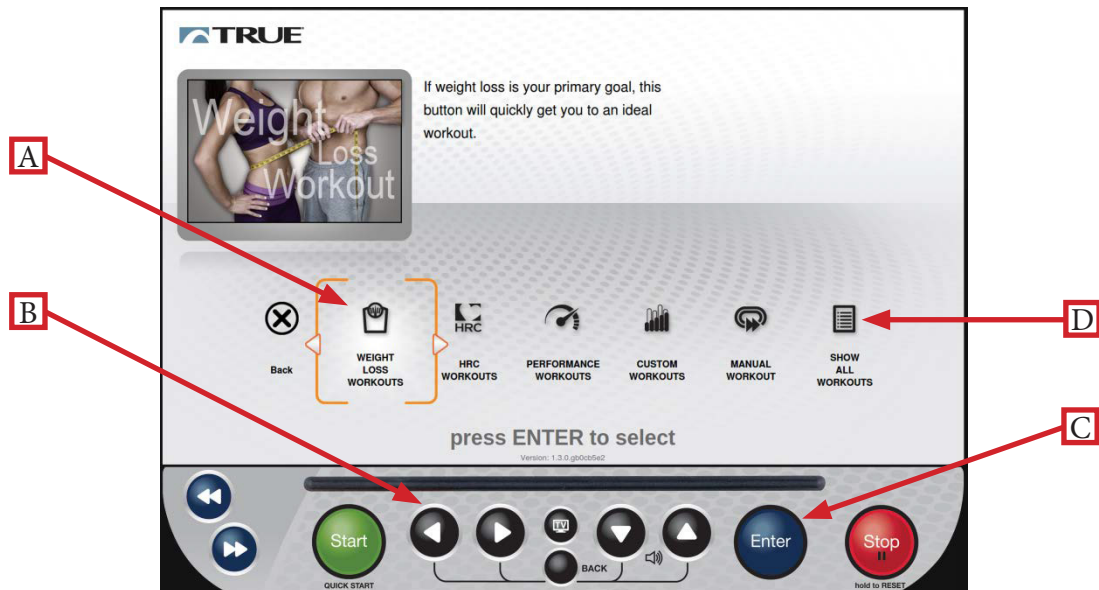 TRUE
If weight loss is your primary goal, this
button will quickly get you to an ideal
workout.
Weight
Loss
Workout
A
B
D
C
Back
WEIGHT
LOSS
WORKOUTS
HRC
HRC
WORKOUTS
PERFORMANCE
WORKOUTS
CUSTOM
WORKOUTS
MANUAL
WORKOUT
SHOW
ALL
WORKOUTS
press ENTER to select
Version: 1.3.0.gb0cb5e2
Start
QUICK START
TV
BACK
Enter
Stop
hold to RESET